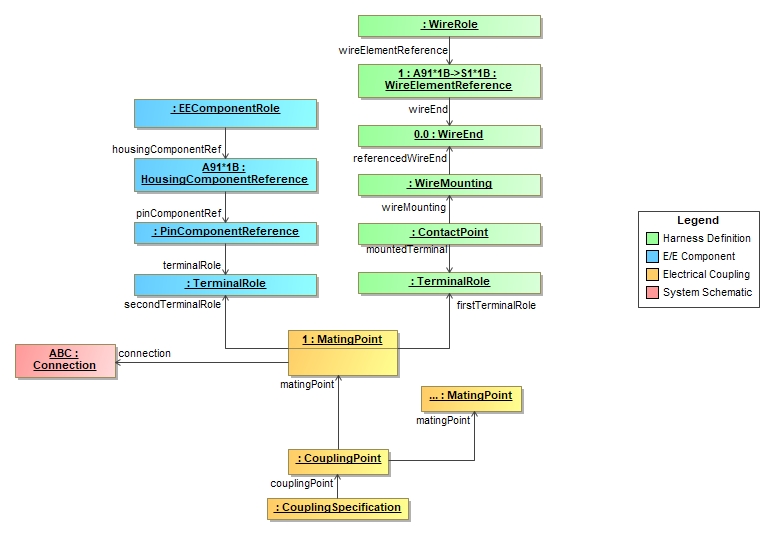 : WireRole
wireElementReference
1 : A91*1B->S1*1B :
WireElementReference
wireEnd
0.0 : WireEnd
referencedWireEnd
: WireMounting
wireMounting
: ContactPoint
mountedTerminal
: TerminalRole
firstTerminalRole
: EEComponentRole
housingComponentRef
A91*1B :
HousingComponentReference
pinComponentRef
: PinComponentReference
terminalRole
: TerminalRole
secondTerminalRole
Legend
Harness Definition
E/E Component
Electrical Coupling
System Schematic
1 : MatingPoint
connection
ABC :
Connection
matingPoint
... : MatingPoint
matingPoint
: CouplingPoint
couplingPoint
: CouplingSpecification